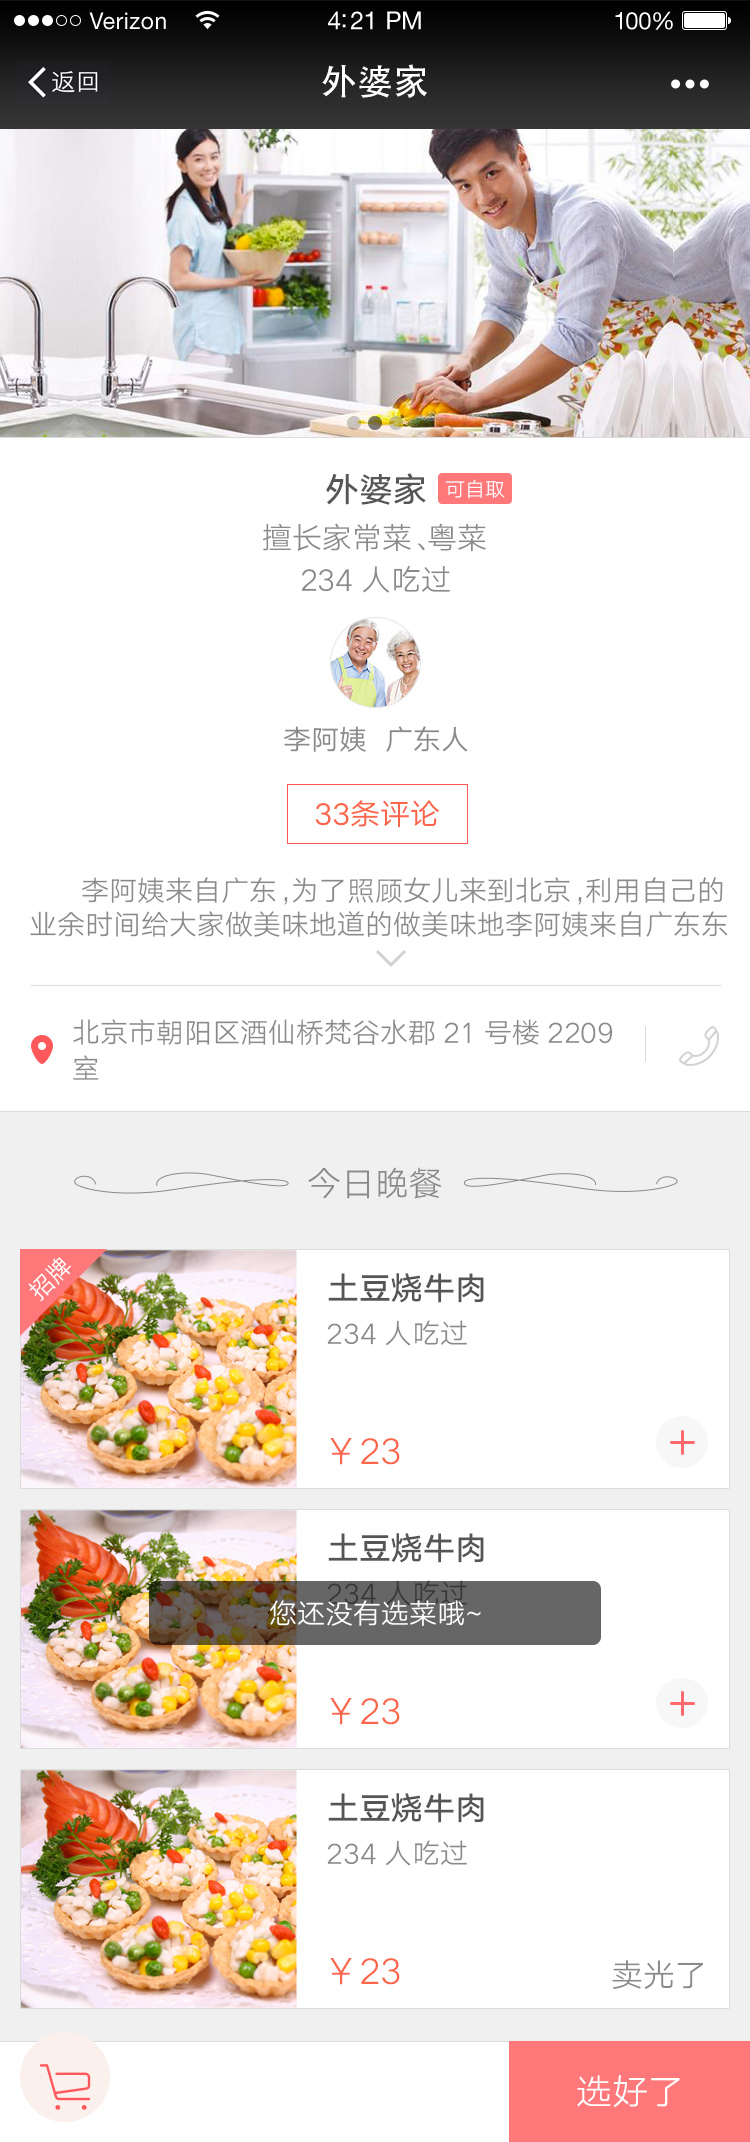 Verizon 4:21 PM 100%
返回 外婆家
外婆家 可自取
擅长家常菜、粤菜
234 人吃过
李阿姨 广东人
33条评论
李阿姨来自广东,为了照顾女儿来到北京,利用自己的
业余时间给大家做美味地道的做美味地李阿姨来自广东东
北京市朝阳区酒仙桥梵谷水郡 21 号楼 2209
室
今日晚餐
招牌
土豆烧牛肉
234 人吃过
¥23
土豆烧牛肉
234 人吃过
您还没有选菜哦~
¥23
土豆烧牛肉
234 人吃过
¥23
卖光了
选好了